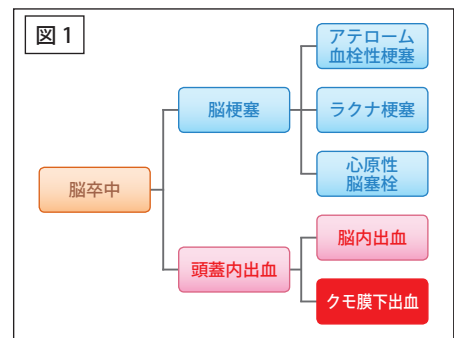 図1
アテローム
血栓性梗塞
脳梗塞
ラクナ梗塞
心原性
脳塞栓
脳卒中
脳内出血
頭蓋内出血
クモ膜下出血